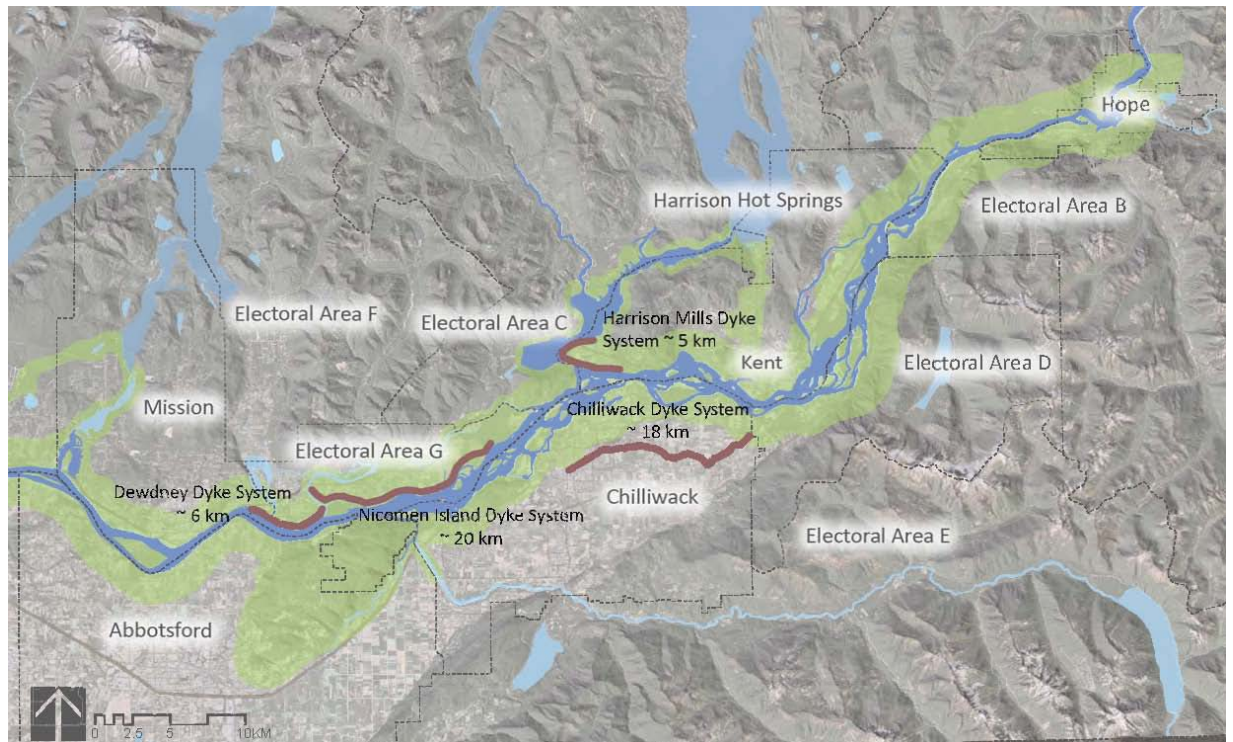 Hope
Harrison Hot Springs
Electoral Area B
Electoral Area F
Electoral Area C
Harrison Mills Dyke
System ~ 5 km
Kent
Electoral Area D
Mission
Chilliwack Dyke System
~ 18 km
Electoral Area G
Dewdney Dyke System
~ 6 km
Chilliwack
Nicomen Island Dyke System
~ 20 km
Electoral Area E
Abbotsford
0 2.5 5 10KM